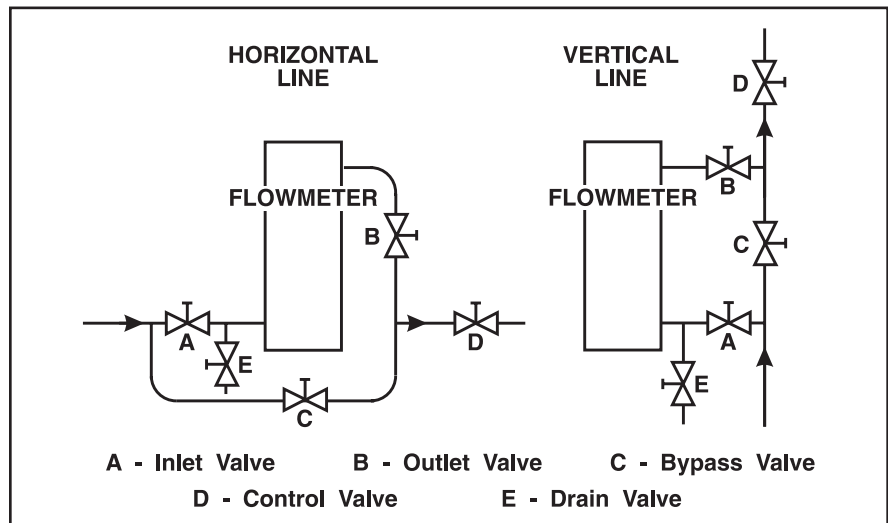 HORIZONTAL
LINE
FLOWMETER
B
A
E
D
C
VERTICAL
LINE
D
B
FLOWMETER
C
A
E
A - Inlet Valve B - Outlet Valve C - Bypass Valve
D - Control Valve E - Drain Valve